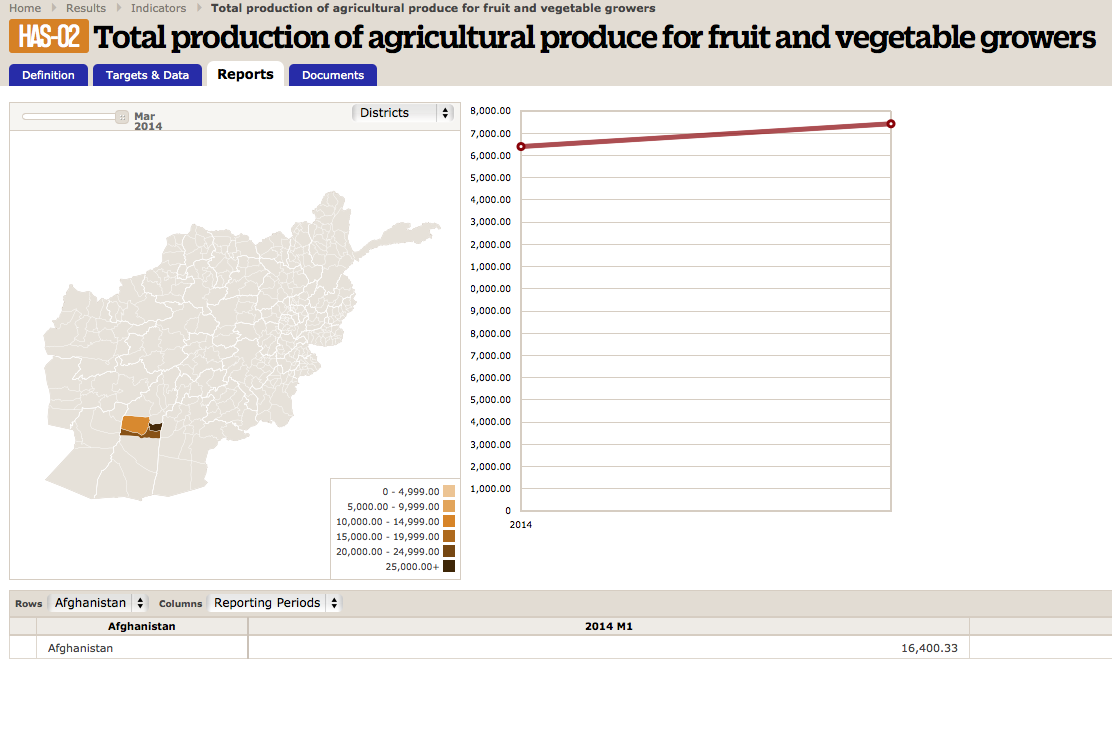 Home Results Indicators Total production of agricultural produce for fruit and vegetable growers
HAS-02 Total production of agricultural produce for fruit and vegetable growers
Definition Targets & Data Reports Documents
Mar
2014
Districts
8,000.00
7,000.00
6,000.00
5,000.00
4,000.00
3,000.00
2,000.00
1,000.00
0,000.00
9,000.00
8,000.00
7,000.00
6,000.00
5,000.00
4,000.00
3,000.00
2,000.00
1,000.00
0
2014
0 - 4,999.00
5,000.00 - 9,999.00
10,000.00 - 14,999.00
15,000.00 - 19,999.00
20,000.00 - 24,999.00
25,000.00+
Rows Afghanistan Columns Reporting Periods
Afghanistan 2014 M1
Afghanistan 16,400.33